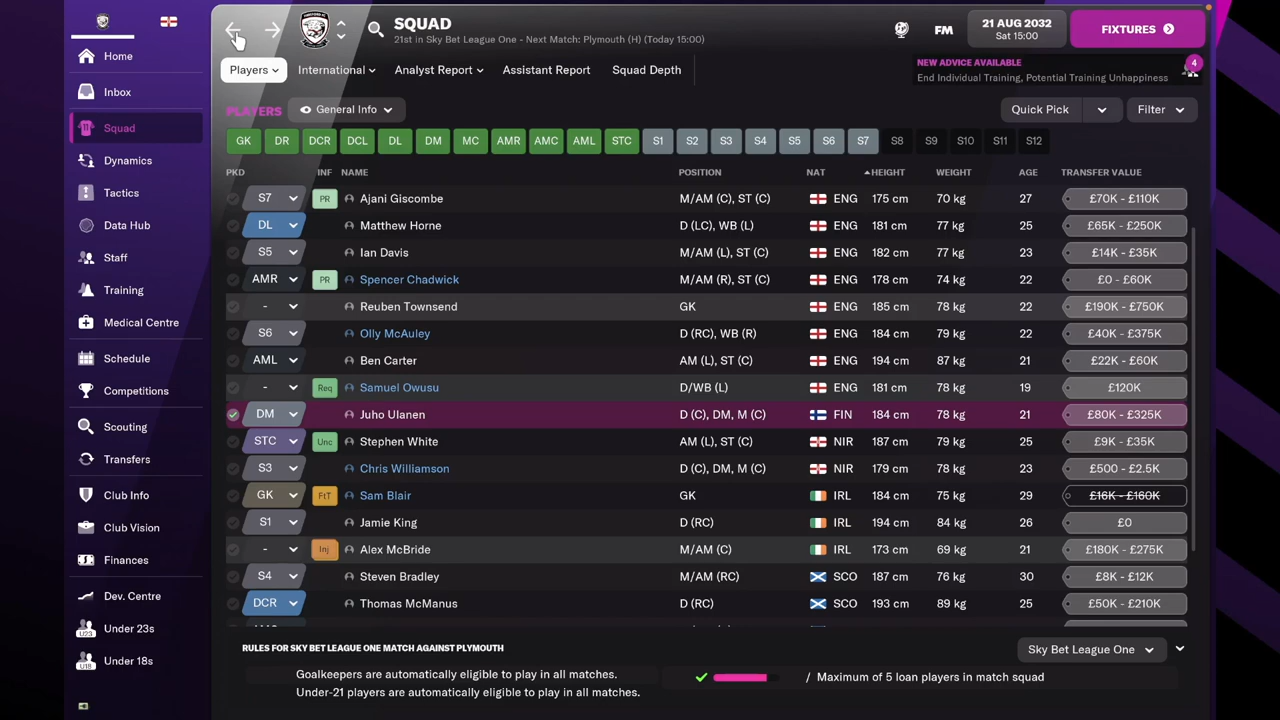 SQUAD
21st in Sky Bet League One - Next Match: Plymouth (H) (Today 15:00)
FM
21 AUG 2032
Sat 15:00
FIXTURES
Home
Inbox
Squad
Dynamics
Tactics
Data Hub
Staff
Training
Medical Centre
Schedule
Competitions
Scouting
Transfers
Club Info
Club Vision
Finances
Dev. Centre
U23 Under 23s
U18 Under 18s
Players International Analyst Report Assistant Report Squad Depth
NEW ADVICE AVAILABLE 4
End Individual Training, Potential Training Unhappiness
PLAYERS General Info Quick Pick Filter
GK DR DCR DCL DL DM MC AMR AMC AML STC S1 S2 S3 S4 S5 S6 S7 S8 S9 S10 S11 S12
PKD INF NAME POSITION NAT HEIGHT WEIGHT AGE TRANSFER VALUE
S7 PR Ajani Giscombe M/AM (C), ST (C) ENG 175 cm 70 kg 27 £70K - £110K
DL Matthew Horne D (LC), WB (L) ENG 181 cm 77 kg 25 £65K - £250K
S5 Ian Davis M/AM (L), ST (C) ENG 182 cm 77 kg 23 £14K - £35K
AMR PR Spencer Chadwick M/AM (R), ST (C) ENG 178 cm 74 kg 22 £0 - £60K
- Reuben Townsend GK ENG 185 cm 78 kg 22 £190K - £750K
S6 Olly McAuley D (RC), WB (R) ENG 184 cm 79 kg 22 £40K - £375K
AML Ben Carter AM (L), ST (C) ENG 194 cm 87 kg 21 £22K - £60K
- Req Samuel Owusu D/WB (L) ENG 181 cm 78 kg 19 £120K
DM Juho Ulanen D (C), DM, M (C) FIN 184 cm 78 kg 21 £80K - £325K
STC Unc Stephen White AM (L), ST (C) NIR 187 cm 79 kg 25 £9K - £35K
S3 Chris Williamson D (C), DM, M (C) NIR 179 cm 78 kg 23 £500 - £2.5K
GK FtT Sam Blair GK IRL 184 cm 75 kg 29 £16K - £160K
S1 Jamie King D (RC) IRL 194 cm 84 kg 26 £0
- Inj Alex McBride M/AM (C) IRL 173 cm 69 kg 21 £180K - £275K
S4 Steven Bradley M/AM (RC) SCO 187 cm 76 kg 30 £8K - £12K
DCR Thomas McManus D (RC) SCO 193 cm 89 kg 25 £50K - £210K
RULES FOR SKY BET LEAGUE ONE MATCH AGAINST PLYMOUTH Sky Bet League One
Goalkeepers are automatically eligible to play in all matches.
Under-21 players are automatically eligible to play in all matches.
/ Maximum of 5 loan players in match squad